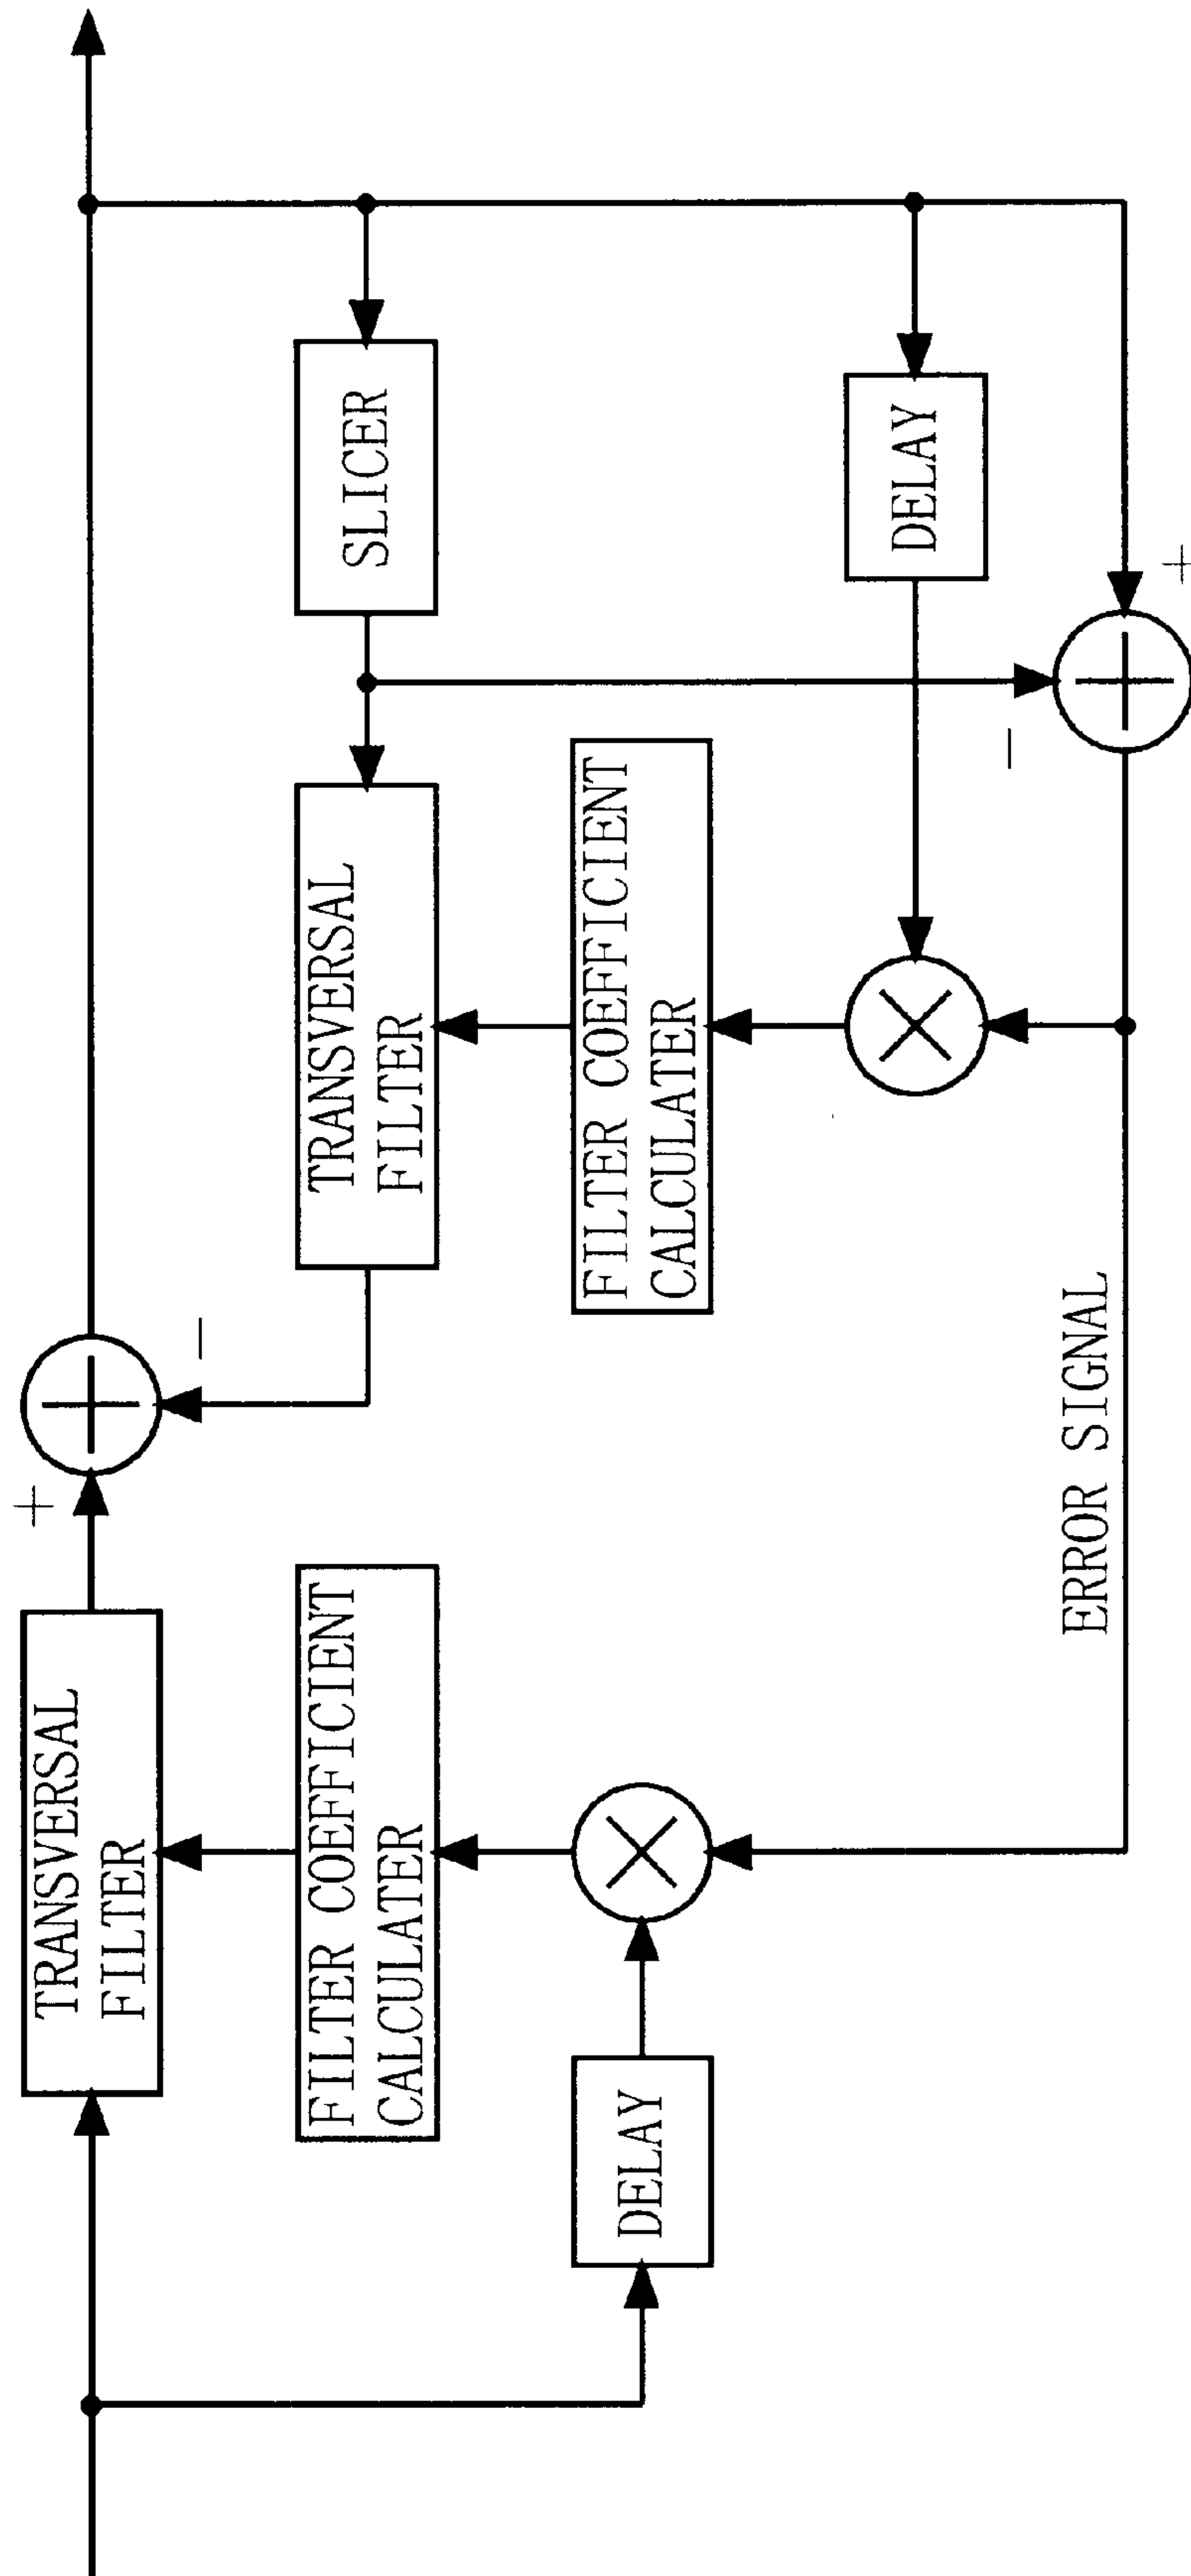 TRANSVERSAL
FILTER
+
−
FILTER COEFFICIENT
CALCULATER
DELAY
TRANSVERSAL
FILTER
SLICER
FILTER COEFFICIENT
CALCULATER
DELAY
−
+
ERROR SIGNAL